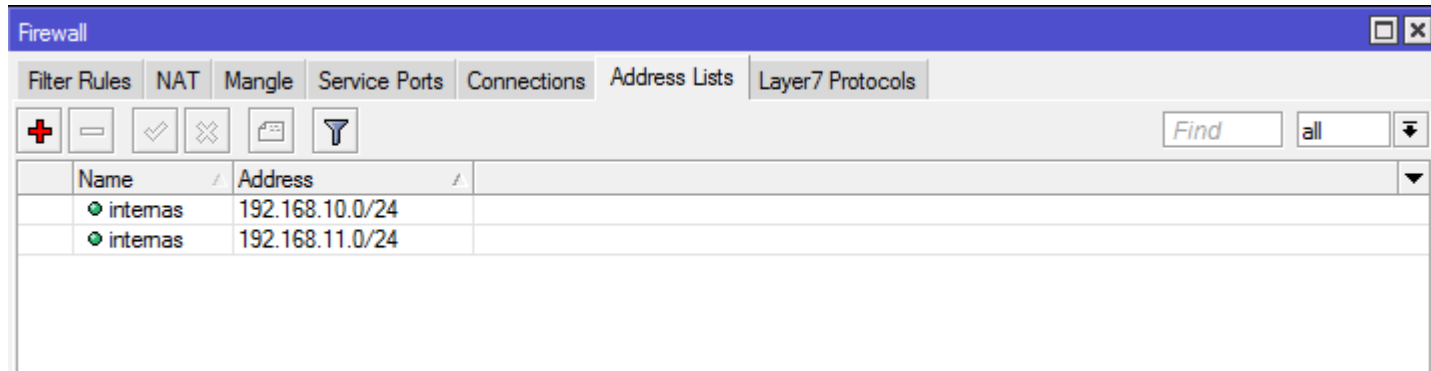 Firewall
Filter Rules NAT Mangle Service Ports Connections Address Lists Layer7 Protocols
Find all
Name Address
internas 192.168.10.0/24
internas 192.168.11.0/24